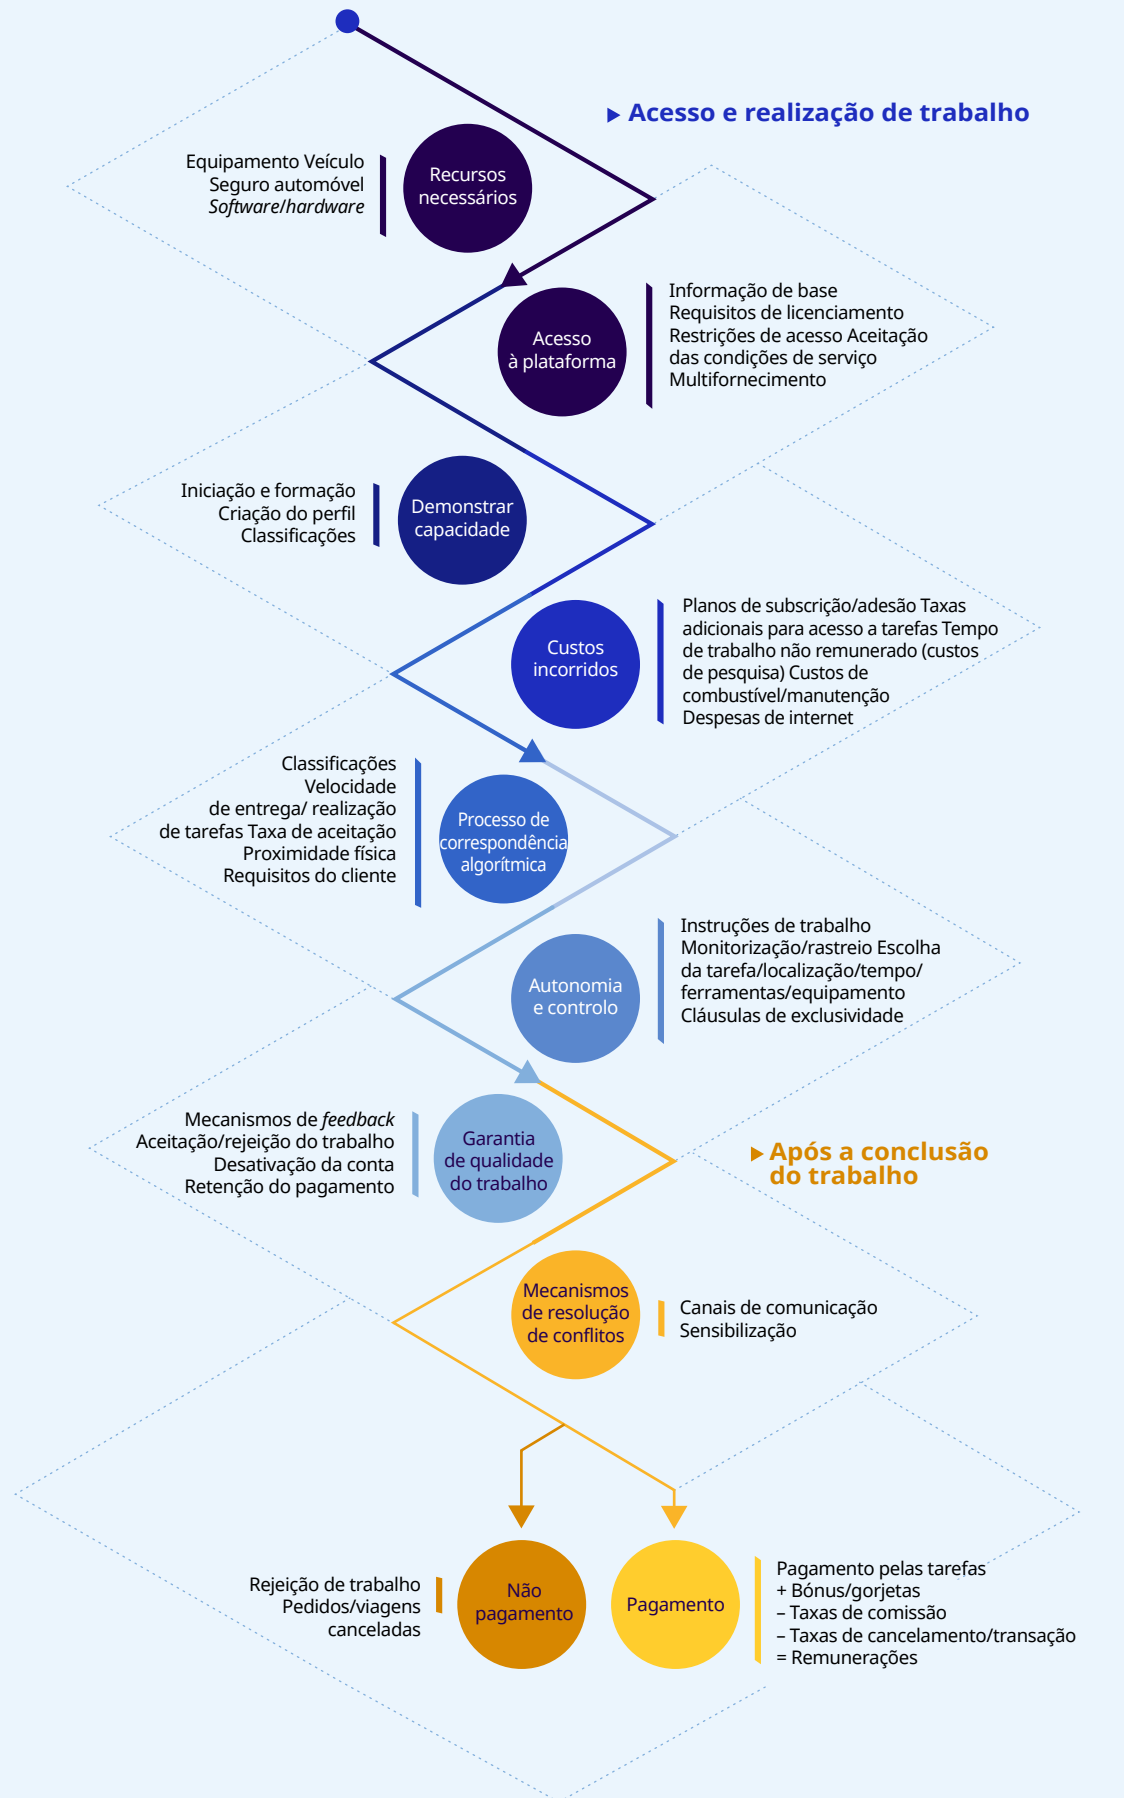 Acesso e realização de trabalho
Equipamento Veículo
Seguro automóvel
Software/hardware
Recursos
necessários
Acesso
à plataforma
Informação de base
Requisitos de licenciamento
Restrições de acesso Aceitação
das condições de serviço
Multifornecimento
Iniciação e formação
Criação do perfil
Classificações
Demonstrar
capacidade
Custos
incorridos
Planos de subscrição/adesão Taxas
adicionais para acesso a tarefas Tempo
de trabalho não remunerado (custos
de pesquisa) Custos de
combustível/manutenção
Despesas de internet
Classificações
Velocidade
de entrega/ realização
de tarefas Taxa de aceitação
Proximidade física
Requisitos do cliente
Processo de
correspondência
algorítmica
Autonomia
e controlo
Instruções de trabalho
Monitorização/rastreio Escolha
da tarefa/localização/tempo/
ferramentas/equipamento
Cláusulas de exclusividade
Mecanismos de feedback
Aceitação/rejeição do trabalho
Desativação da conta
Retenção do pagamento
Garantia
de qualidade
do trabalho
Após a conclusão
do trabalho
Mecanismos
de resolução
de conflitos
Canais de comunicação
Sensibilização
Rejeição de trabalho
Pedidos/viagens
canceladas
Não
pagamento
Pagamento
Pagamento pelas tarefas
+ Bónus/gorjetas
– Taxas de comissão
– Taxas de cancelamento/transação
= Remunerações